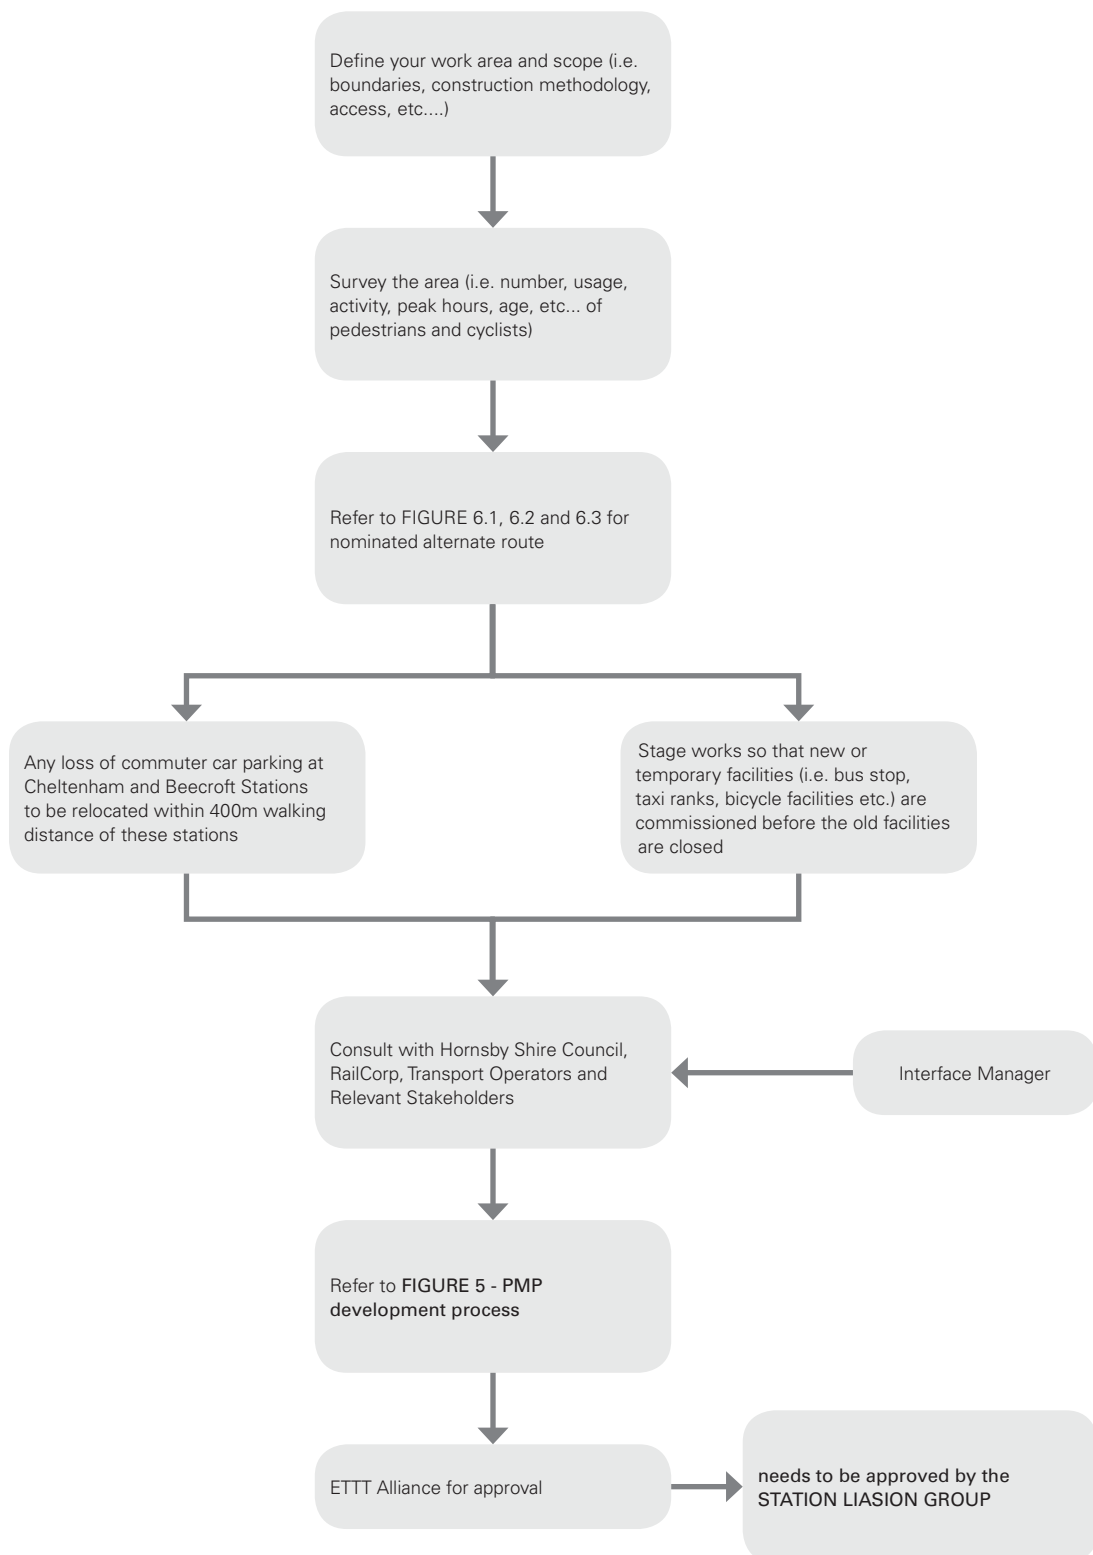 Define your work area and scope (i.e.
boundaries, construction methodology,
access, etc....)
Survey the area (i.e. number, usage,
activity, peak hours, age, etc... of
pedestrians and cyclists)
Refer to FIGURE 6.1, 6.2 and 6.3 for
nominated alternate route
Any loss of commuter car parking at
Cheltenham and Beecroft Stations
to be relocated within 400m walking
distance of these stations
Stage works so that new or
temporary facilities (i.e. bus stop,
taxi ranks, bicycle facilities etc.) are
commissioned before the old facilities
are closed
Consult with Hornsby Shire Council,
RailCorp, Transport Operators and
Relevant Stakeholders
Interface Manager
Refer to FIGURE 5 - PMP
development process
ETTT Alliance for approval
needs to be approved by the
STATION LIASION GROUP